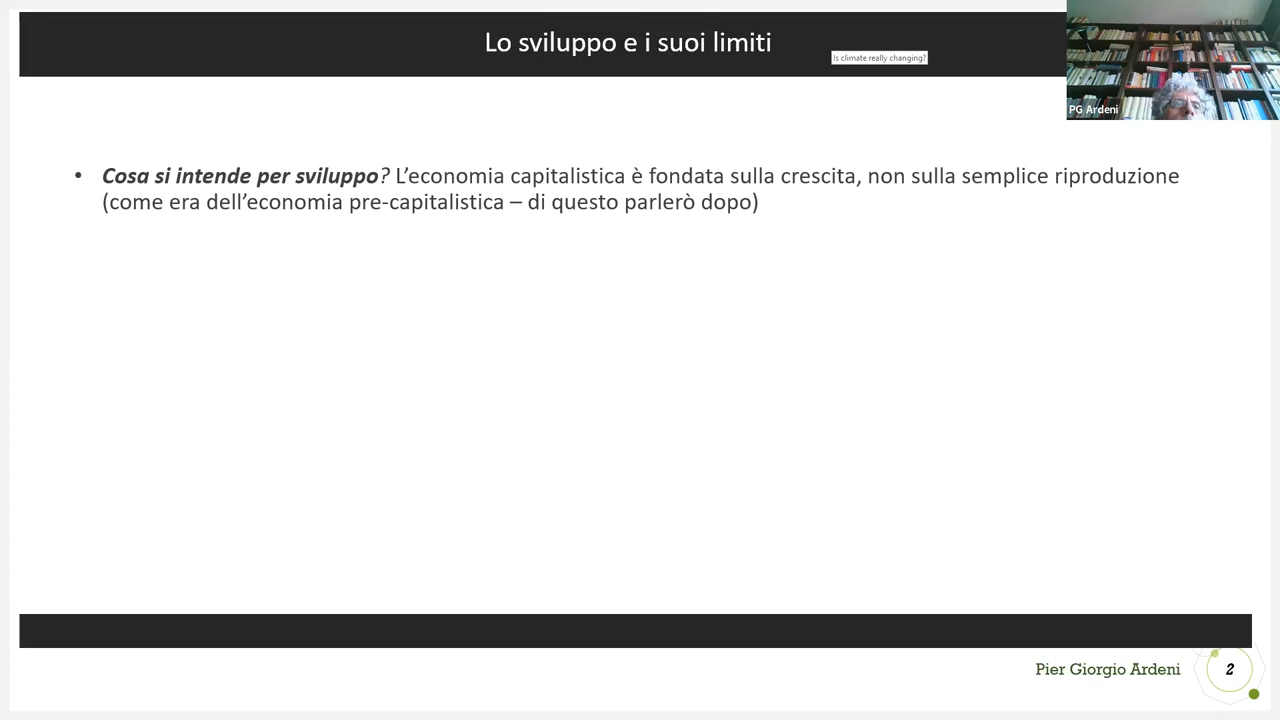 Lo sviluppo e i suoi limiti
Is climate really changing?
PG Ardeni
• Cosa si intende per sviluppo? L’economia capitalistica è fondata sulla crescita, non sulla semplice riproduzione
(come era dell’economia pre-capitalistica – di questo parlerò dopo)
Pier Giorgio Ardeni
2